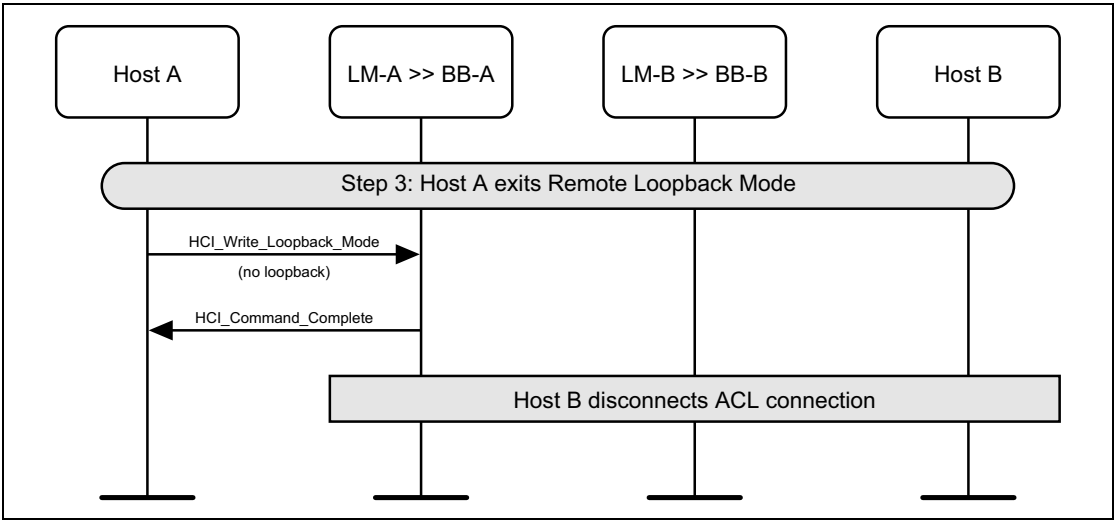 Host A
LM-A >> BB-A
LM-B >> BB-B
Host B
Step 3: Host A exits Remote Loopback Mode
HCI_Write_Loopback_Mode
(no loopback)
HCI_Command_Complete
Host B disconnects ACL connection